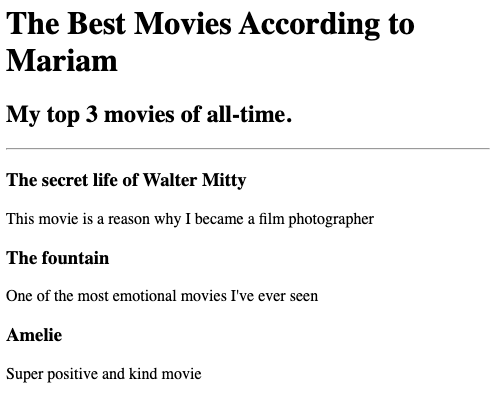 The Best Movies According to
Mariam
My top 3 movies of all-time.
The secret life of Walter Mitty
This movie is a reason why I became a film photographer
The fountain
One of the most emotional movies I've ever seen
Amelie
Super positive and kind movie